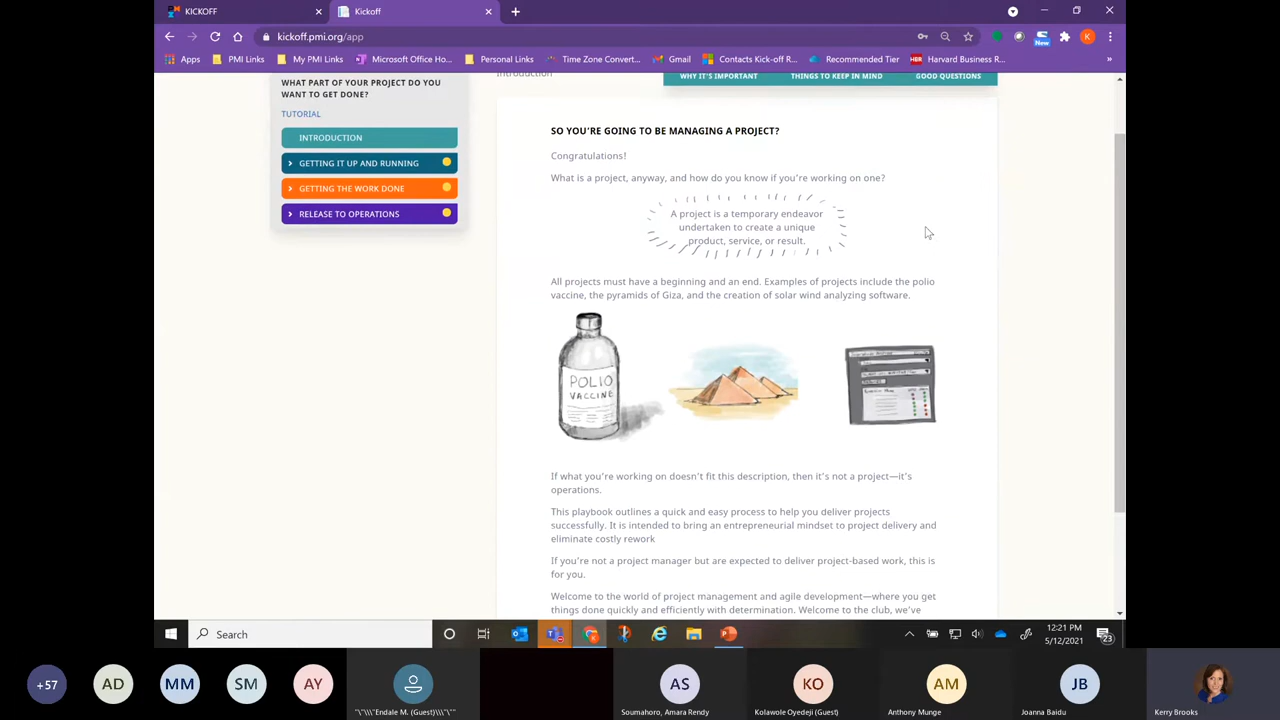 KICKOFF
Kickoff
kickoff.pmi.org/app
New
K
Apps
PMI Links
My PMI Links
Microsoft Office Ho...
Personal Links
Time Zone Convert...
Gmail
Contacts Kick-off R...
Recommended Tier
HBR
Harvard Business R...
»
WHAT PART OF YOUR PROJECT DO YOU
WANT TO GET DONE?
TUTORIAL
INTRODUCTION
GETTING IT UP AND RUNNING
GETTING THE WORK DONE
RELEASE TO OPERATIONS
Introduction
WHY IT'S IMPORTANT
THINGS TO KEEP IN MIND
GOOD QUESTIONS
SO YOU'RE GOING TO BE MANAGING A PROJECT?
Congratulations!
What is a project, anyway, and how do you know if you're working on one?
A project is a temporary endeavor
undertaken to create a unique
product, service, or result.
All projects must have a beginning and an end. Examples of projects include the polio
vaccine, the pyramids of Giza, and the creation of solar wind analyzing software.
POLIO
VACCINE
If what you're working on doesn't fit this description, then it's not a project—it's
operations.
This playbook outlines a quick and easy process to help you deliver projects
successfully. It is intended to bring an entrepreneurial mindset to project delivery and
eliminate costly rework
If you're not a project manager but are expected to deliver project-based work, this is
for you.
Welcome to the world of project management and agile development—where you get
things done quickly and efficiently with determination. Welcome to the club, we've
Search
12:21 PM
5/12/2021
23
+57
AD
MM
SM
AY
"\"\\\"Endale M. (Guest)\\\"\""
AS
Soumahoro, Amara Rendy
KO
Kolawole Oyedeji (Guest)
AM
Anthony Munge
JB
Joanna Baidu
Kerry Brooks